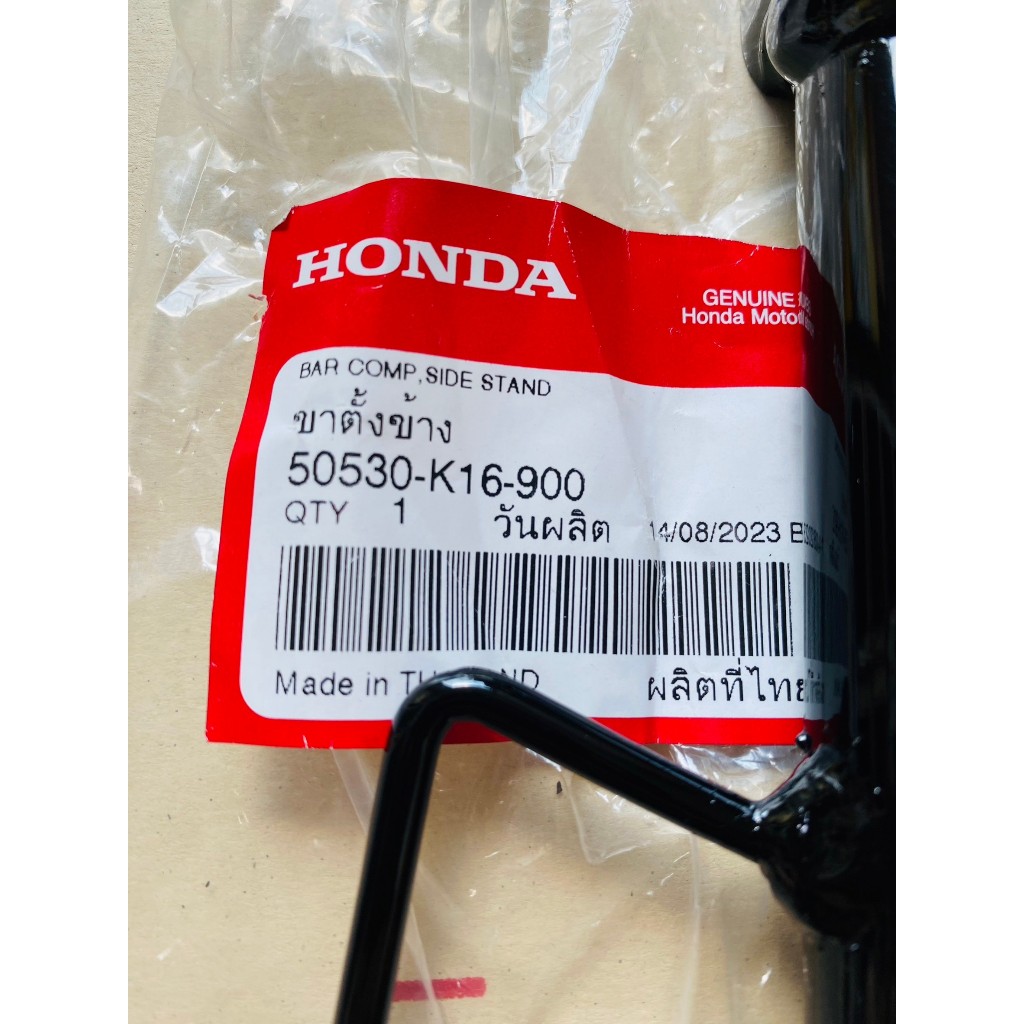 HONDA
GENUINE
Honda
BAR COMP,SIDE STAND
ขาตั้งข้าง
50530-K16-900
QTY 1 วันผลิต 14/08/2023
Made in
ผลิตที่ไทย